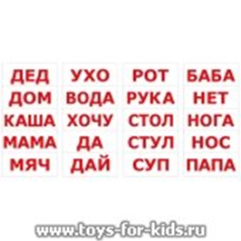 ДЕД УХО РОТ БАБА
ДОМ ВОДА РУКА НЕТ
КАША ХОЧУ СТОЛ НОГА
МАМА ДА СТУЛ НОС
МЯЧ ДАЙ СУП ПАПА
www.toys-for-kids.ru